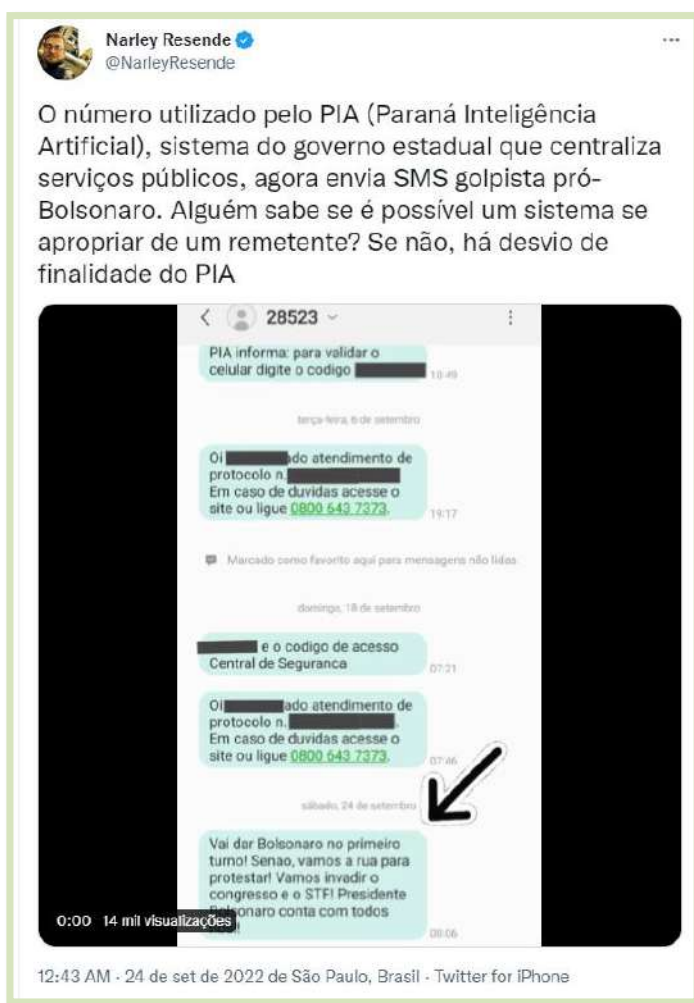 Narley Resende
@NarleyResende
O número utilizado pelo PIA (Paraná Inteligência
Artificial), sistema do governo estadual que centraliza
serviços públicos, agora envia SMS golpista pró-
Bolsonaro. Alguém sabe se é possível um sistema se
apropriar de um remetente? Se não, há desvio de
finalidade do PIA
28523
PIA informa: para validar o
celular digite o codigo
10:49
terça-feira, 6 de setembro
Oi ado atendimento de
protocolo n.
Em caso de duvidas acesse o
site ou ligue 0800 643 7373.
19:17
Marcado como favorito aqui para mensagens não lidas
domingo, 18 de setembro
e o codigo de acesso
Central de Seguranca
07:21
Oi ado atendimento de
protocolo n.
Em caso de duvidas acesse o
site ou ligue 0800 643 7373.
07:46
sábado, 24 de setembro
Vai dar Bolsonaro no primeiro
turno! Senao, vamos a rua para
protestar! Vamos invadir o
congresso e o STF! Presidente
Bolsonaro conta com todos
08:06
0:00 14 mil visualizações
12:43 AM · 24 de set de 2022 de São Paulo, Brasil · Twitter for iPhone